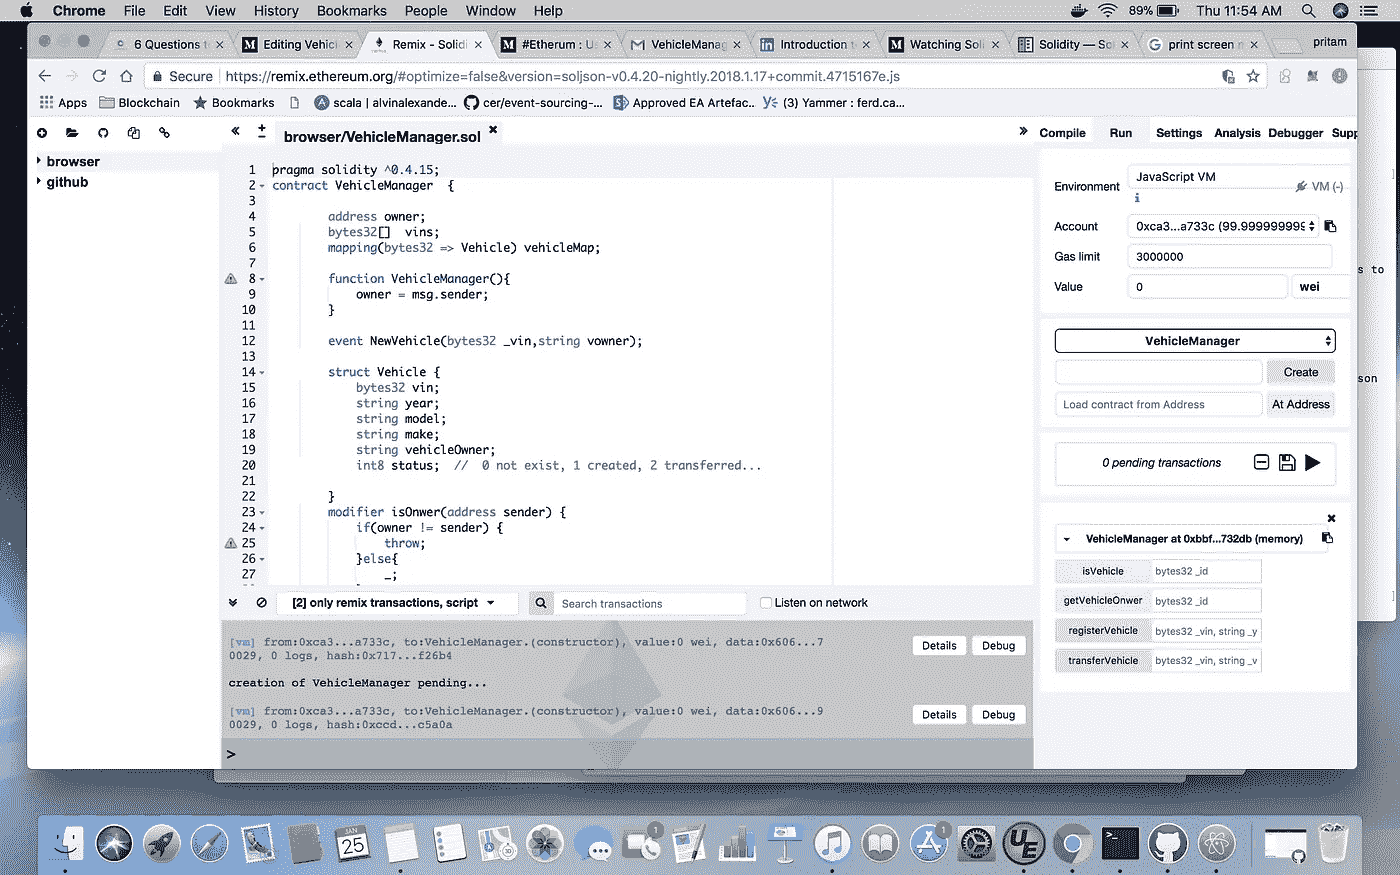 Chrome File Edit View History Bookmarks People Window Help 89% Thu 11:54 AM
6 Questions t Editing Vehic Remix - Solidi #Etherum : U VehicleManag Introduction t Watching Soli Solidity — So print screen pritam
Secure https://remix.ethereum.org/#optimize=false&version=soljson-v0.4.20-nightly.2018.1.17+commit.4715167e.js
Apps Blockchain Bookmarks scala | alvinalexande... cer/event-sourcing-... Approved EA Artefac... (3) Yammer : ferd.ca...
browser/VehicleManager.sol
Compile Run Settings Analysis Debugger Supp
browser
github
1 pragma solidity ^0.4.15;
2 contract VehicleManager {
3
4 address owner;
5 bytes32[] vins;
6 mapping(bytes32 => Vehicle) vehicleMap;
7
8 function VehicleManager(){
9 owner = msg.sender;
10 }
11
12 event NewVehicle(bytes32 _vin,string vowner);
13
14 struct Vehicle {
15 bytes32 vin;
16 string year;
17 string model;
18 string make;
19 string vehicleOwner;
20 int8 status; // 0 not exist, 1 created, 2 transferred...
21
22 }
23 modifier isOnwer(address sender) {
24 if(owner != sender) {
25 throw;
26 }else{
27 _;
Environment JavaScript VM
VM (-)
i
Account 0xca3...a733c (99.999999999
Gas limit 3000000
Value 0 wei
VehicleManager
Create
Load contract from Address At Address
0 pending transactions
VehicleManager at 0xbbf...732db (memory)
isVehicle bytes32 _id
getVehicleOnwer bytes32 _id
registerVehicle bytes32 _vin, string _y
transferVehicle bytes32 _vin, string _v
s to
son
[2] only remix transactions, script Search transactions Listen on network
[vm] from:0xca3...a733c, to:VehicleManager.(constructor), value:0 wei, data:0x606...7
0029, 0 logs, hash:0x717...f26b4
Details Debug
creation of VehicleManager pending...
[vm] from:0xca3...a733c, to:VehicleManager.(constructor), value:0 wei, data:0x606...9
0029, 0 logs, hash:0xccd...c5a0a
Details Debug
>
JAN
25
1
1
UE